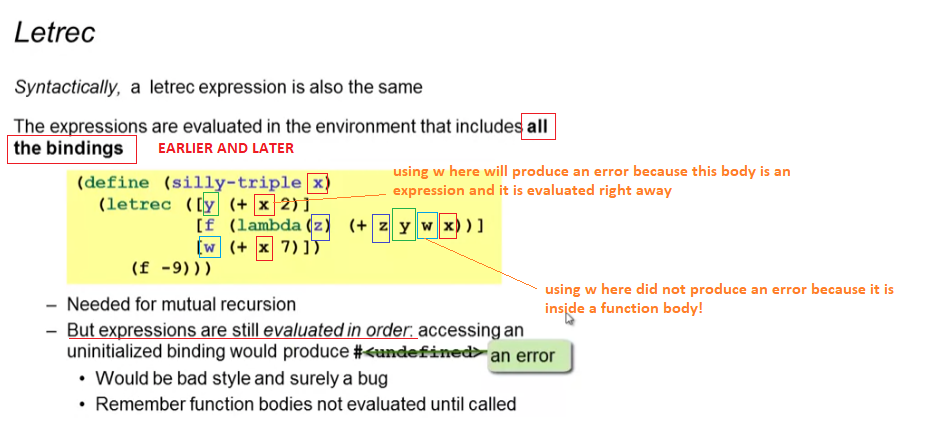 Letrec
Syntactically, a letrec expression is also the same
The expressions are evaluated in the environment that includes all
the bindings EARLIER AND LATER
using w here will produce an error because this body is an
expression and it is evaluated right away
(define (silly-triple x)
(letrec ([y (+ x 2)]
[f (lambda(z) (+ z y w x))]
[w (+ x 7)])
(f -9)))
using w here did not produce an error because it is
inside a function body!
– Needed for mutual recursion
– But expressions are still evaluated in order: accessing an
uninitialized binding would produce #<undefined> an error
• Would be bad style and surely a bug
• Remember function bodies not evaluated until called